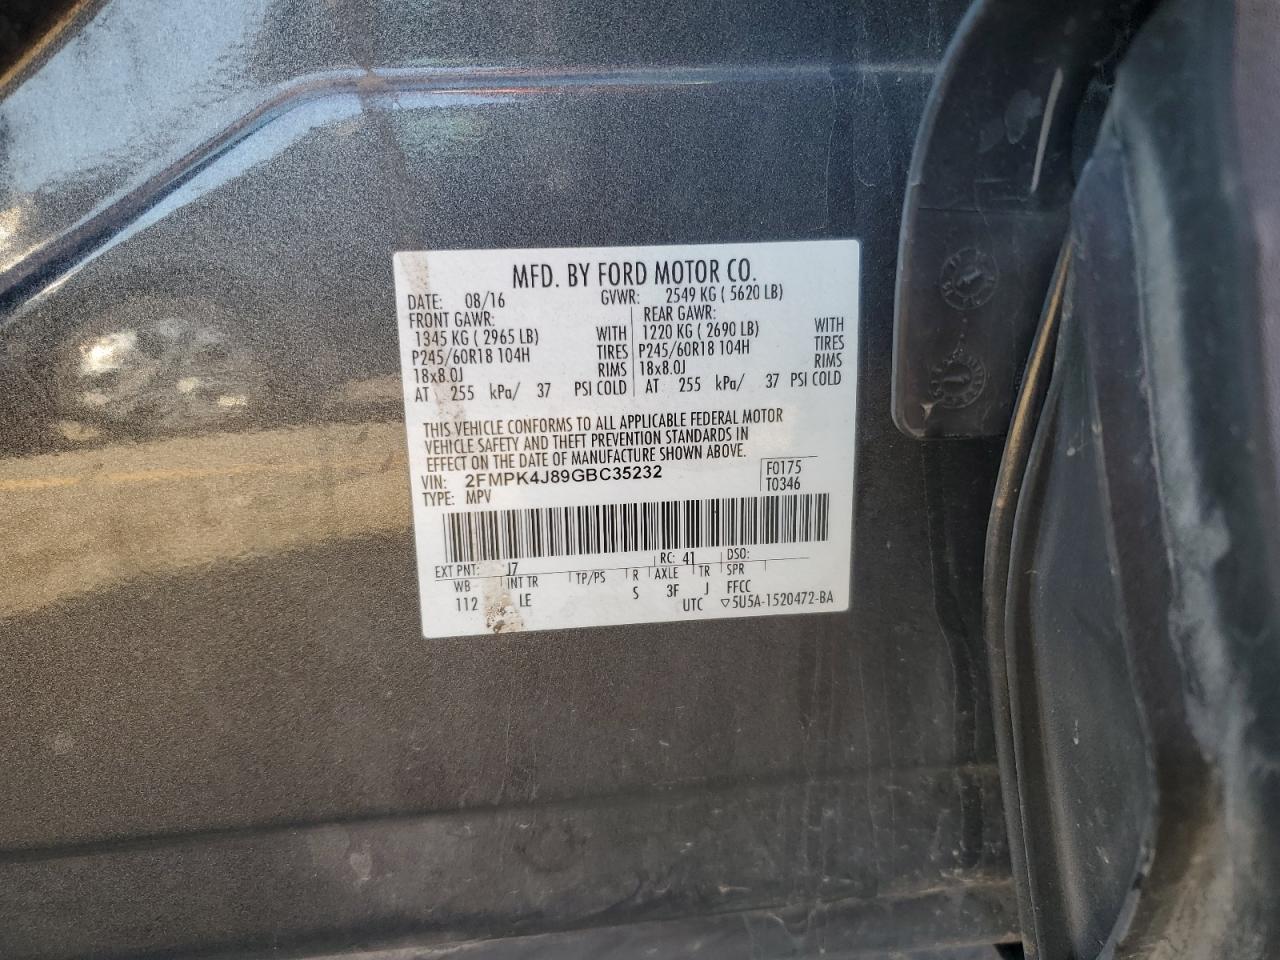 MFD. BY FORD MOTOR CO.
DATE: 08/16 GVWR: 2549 KG ( 5620 LB)
FRONT GAWR: REAR GAWR:
1345 KG ( 2965 LB) WITH 1220 KG ( 2690 LB) WITH
P245/60R18 104H TIRES P245/60R18 104H TIRES
18x8.0J RIMS 18x8.0J RIMS
AT 255 kPa/ 37 PSI COLD AT 255 kPa/ 37 PSI COLD
THIS VEHICLE CONFORMS TO ALL APPLICABLE FEDERAL MOTOR
VEHICLE SAFETY AND THEFT PREVENTION STANDARDS IN
EFFECT ON THE DATE OF MANUFACTURE SHOWN ABOVE.
VIN: 2FMPK4J89GBC35232 F0175
TYPE: MPV T0346
EXT PNT: J7 RC: 41 DSO:
WB INT TR TP/PS R AXLE TR SPR
112 LE S 3F J FFCC
UTC ▽5U5A-1520472-BA